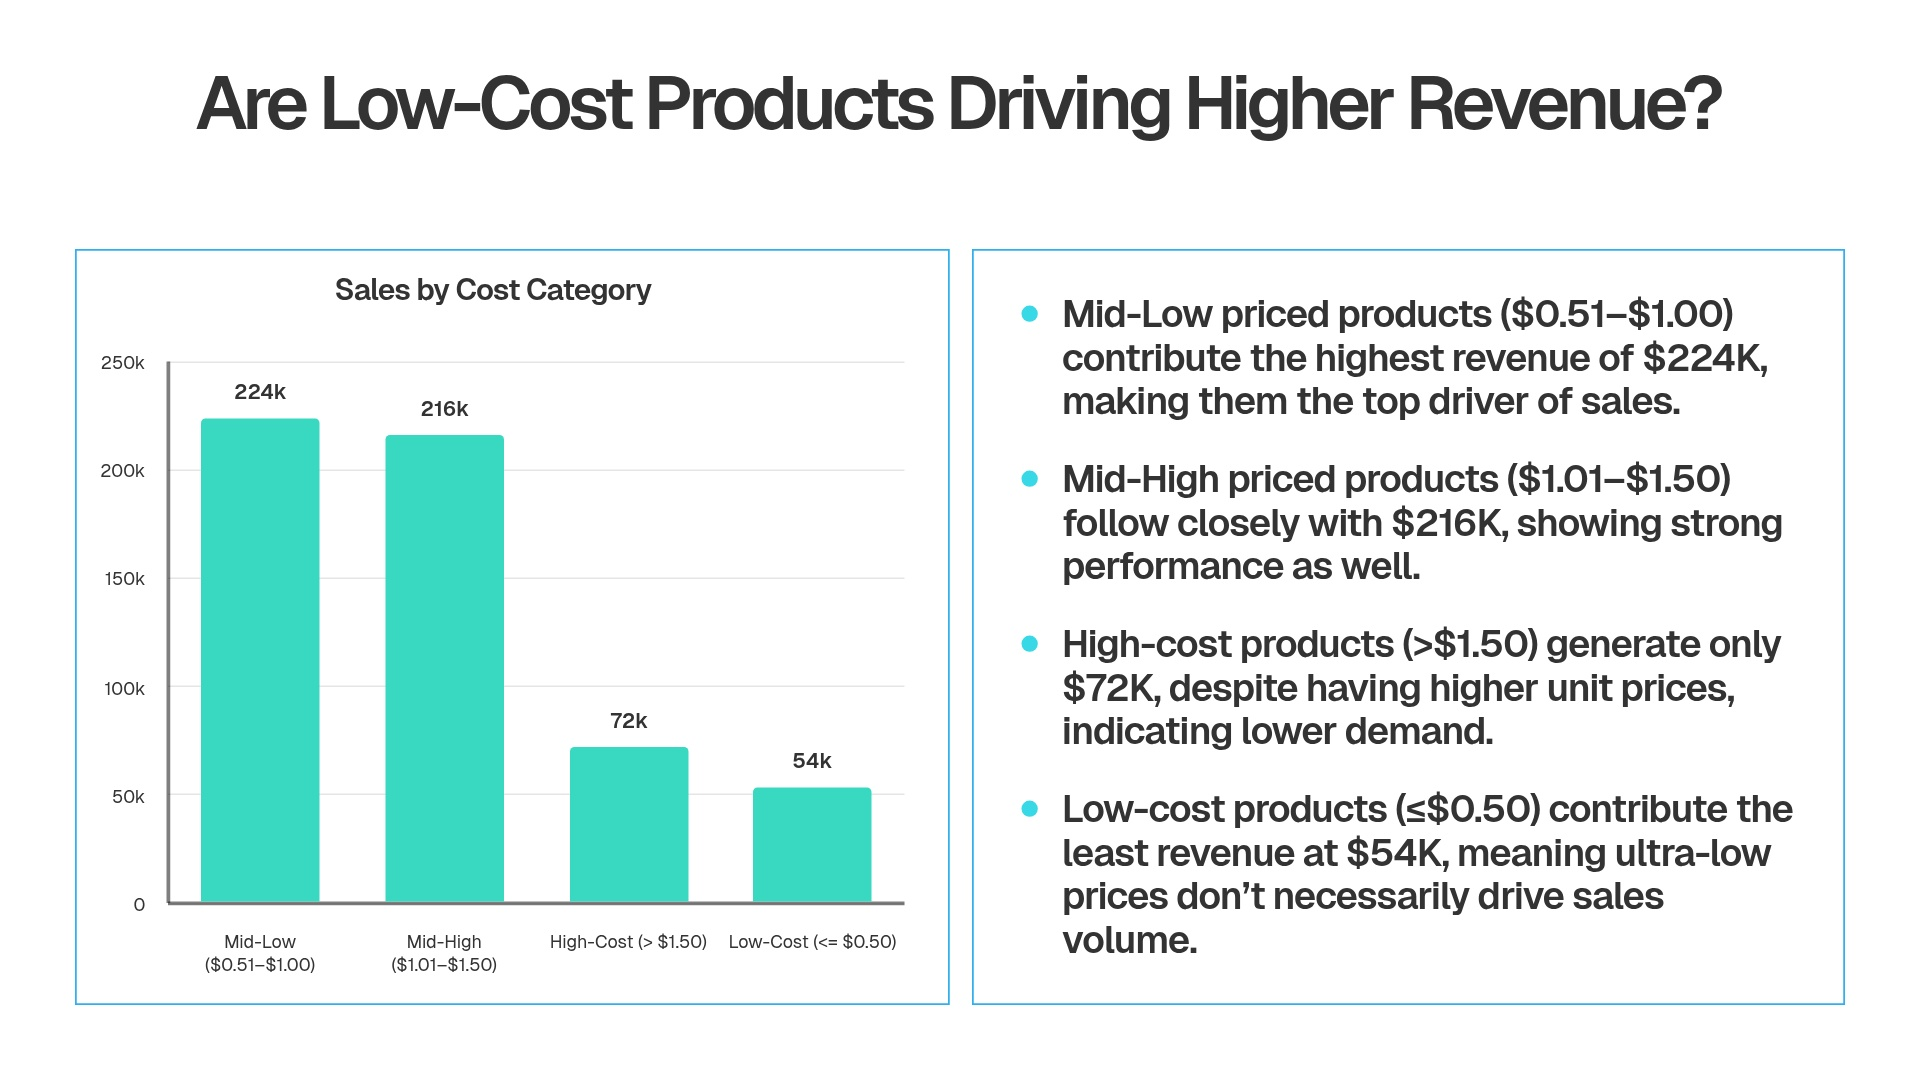 Are Low-Cost Products Driving Higher Revenue?
Sales by Cost Category
250k
200k
150k
100k
50k
0
224k
216k
72k
54k
Mid-Low
($0.51–$1.00)
Mid-High
($1.01–$1.50)
High-Cost (> $1.50)
Low-Cost (<= $0.50)
Mid-Low priced products ($0.51–$1.00)
contribute the highest revenue of $224K,
making them the top driver of sales.
Mid-High priced products ($1.01–$1.50)
follow closely with $216K, showing strong
performance as well.
High-cost products (>$1.50) generate only
$72K, despite having higher unit prices,
indicating lower demand.
Low-cost products (≤$0.50) contribute the
least revenue at $54K, meaning ultra-low
prices don’t necessarily drive sales
volume.